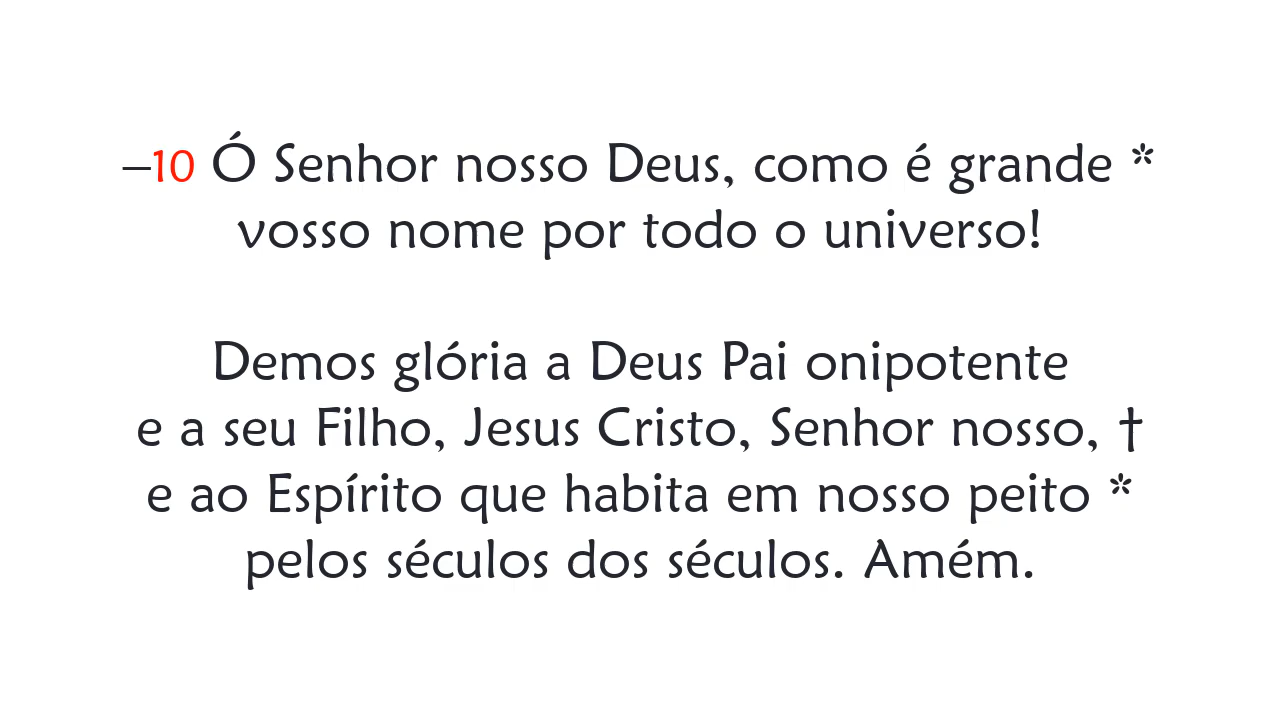 –10 Ó Senhor nosso Deus, como é grande *
vosso nome por todo o universo!
Demos glória a Deus Pai onipotente
e a seu Filho, Jesus Cristo, Senhor nosso, †
e ao Espírito que habita em nosso peito *
pelos séculos dos séculos. Amém.